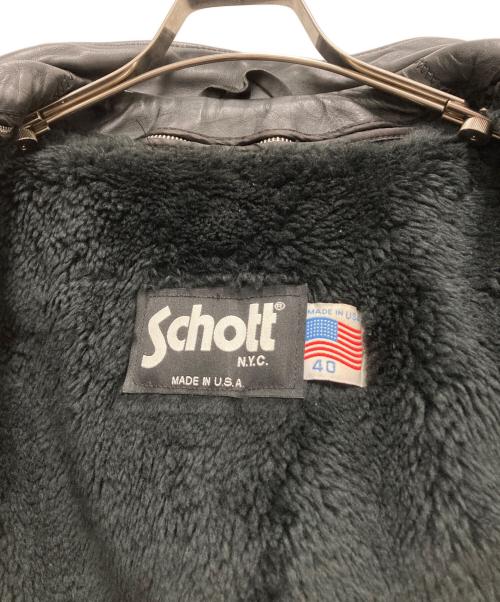 Schott®
N.Y.C.
MADE IN U.S.A
MADE IN USA
40